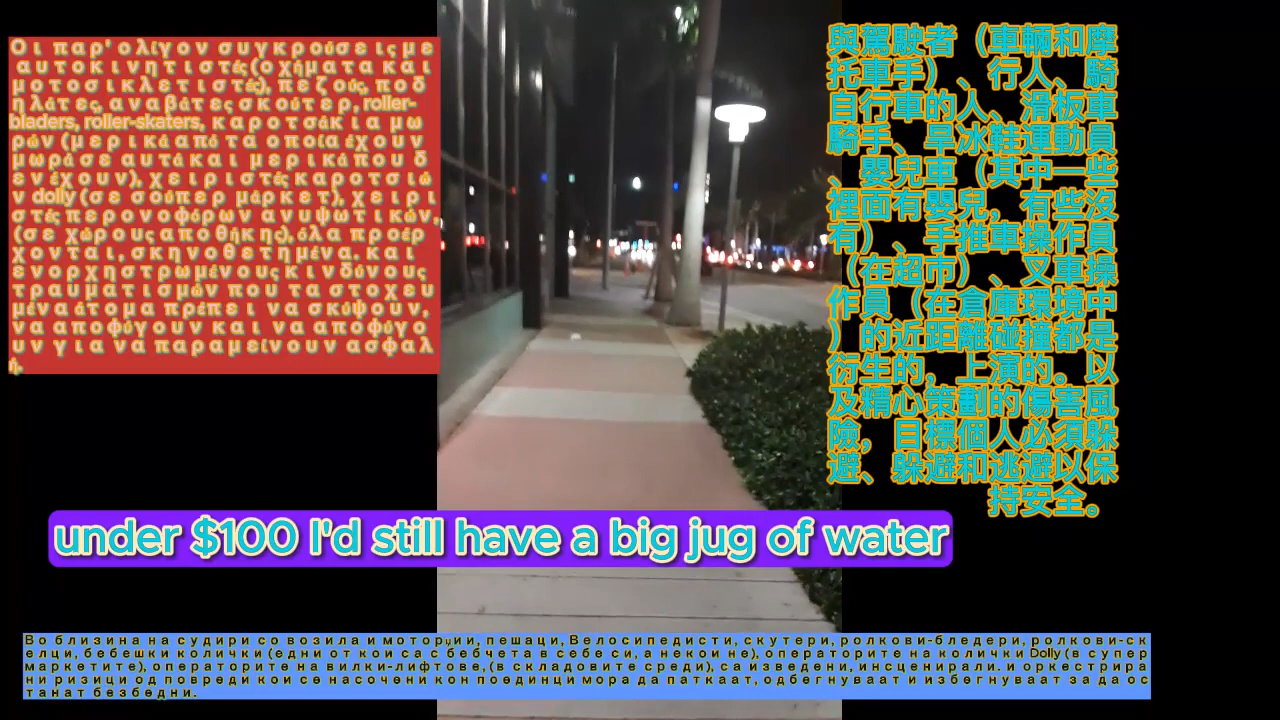 Οι παρ' ολίγον συγκρούσεις με
αυτοκινητιστές (οχήματα και
μοτοσικλετιστές), πεζούς, ποδ
ηλάτες, αναβάτες σκούτερ, roller-
bladers, roller-skaters, καροτσάκια μω
ρών (μερικά από τα οποία έχουν
μωρά σε αυτά και μερικά που δ
εν έχουν), χειριστές καροτσιώ
ν dolly (σε σούπερ μάρκετ), χειρι
στές περονοφόρων ανυψωτικών,
(σε χώρους αποθήκης), όλα προέρ
χονται, σκηνοθετημένα. και
ενορχηστρωμένους κινδύνους
τραυματισμών που τα στοχευ
μένα άτομα πρέπει να σκύψουν,
να αποφύγουν και να αποφύγο
υν για να παραμείνουν ασφαλ
ή.
與駕駛者（車輛和摩
托車手）、行人、騎
自行車的人、滑板車
騎手、旱冰鞋運動員
、嬰兒車（其中一些
裡面有嬰兒，有些沒
有）、手推車操作員
（在超市）、叉車操
作員（在倉庫環境中
）的近距離碰撞都是
衍生的，上演的。以
及精心策劃的傷害風
險，目標個人必須躲
避、躲避和逃避以保
持安全。
under $100 I'd still have a big jug of water
Во близина на судири со возила и моторџии, пешаци, Велосипедисти, скутери, ролкови-бледери, ролкови-ск
елци, бебешки колички (едни от кои са с бебчета в себе си, а некои не), операторите на колички Dolly (в супер
маркетите), операторите на вилки-лифтове, (в складовите среди), са изведени, инсценирали. и оркестрира
ни ризици од повреди кои се насочени кон поединци мора да паткаат, одбегнуваат и избегнуваат за да ос
танат безбедни.